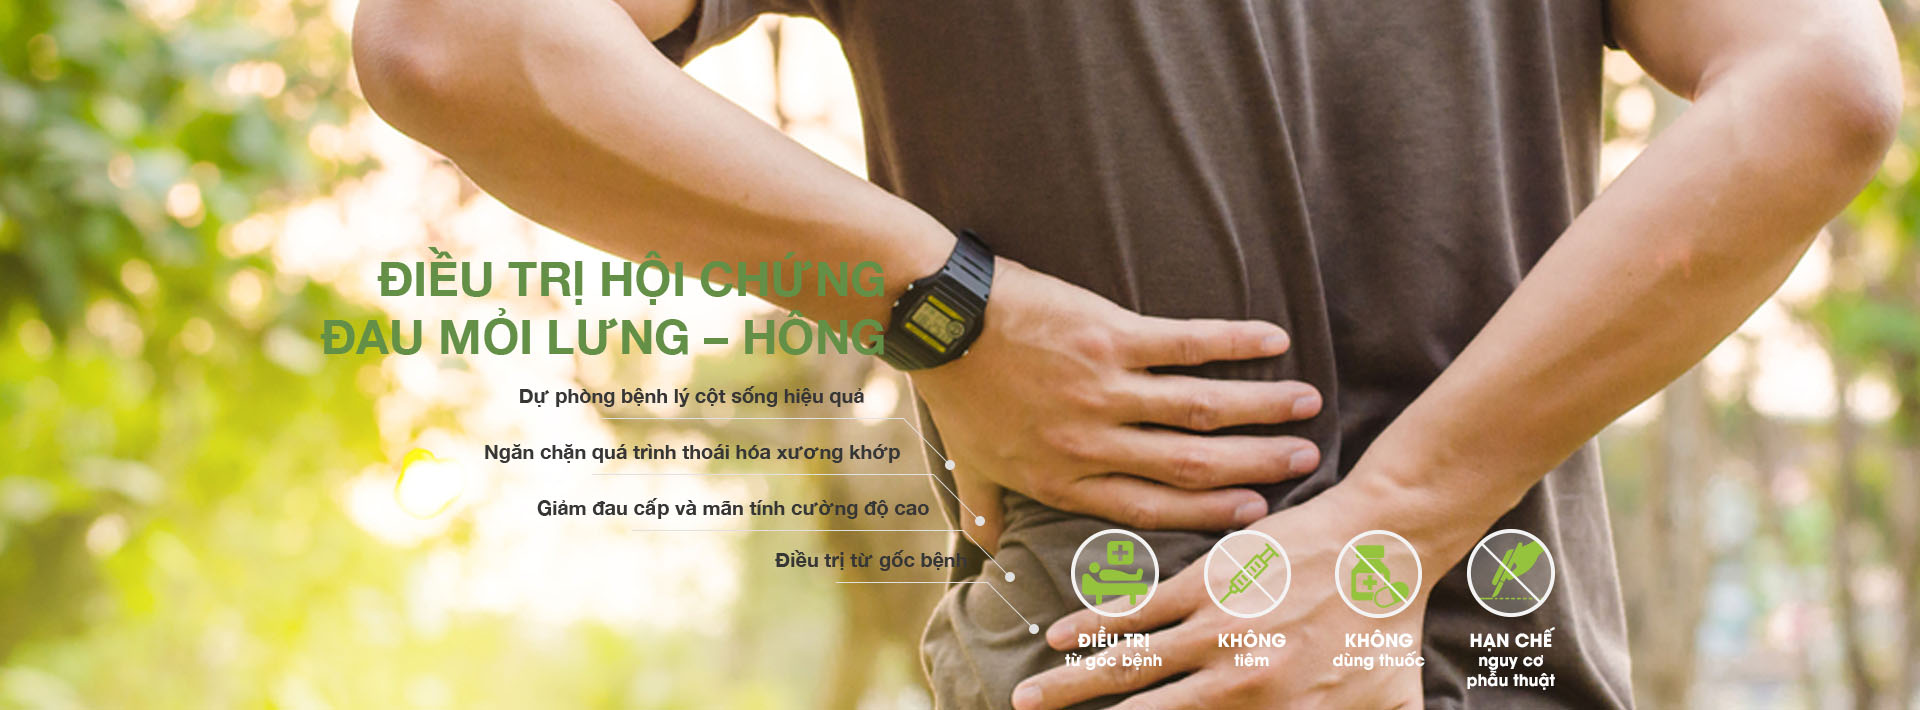 ĐIỀU TRỊ HỘI CHỨNG
ĐAU MỎI LƯNG – HÔNG
Dự phòng bệnh lý cột sống hiệu quả
Ngăn chặn quá trình thoái hóa xương khớp
Giảm đau cấp và mãn tính cường độ cao
Điều trị từ gốc bệnh
ĐIỀU TRỊ
từ gốc bệnh
KHÔNG
tiêm
KHÔNG
dùng thuốc
HẠN CHẾ
nguy cơ
phẫu thuật